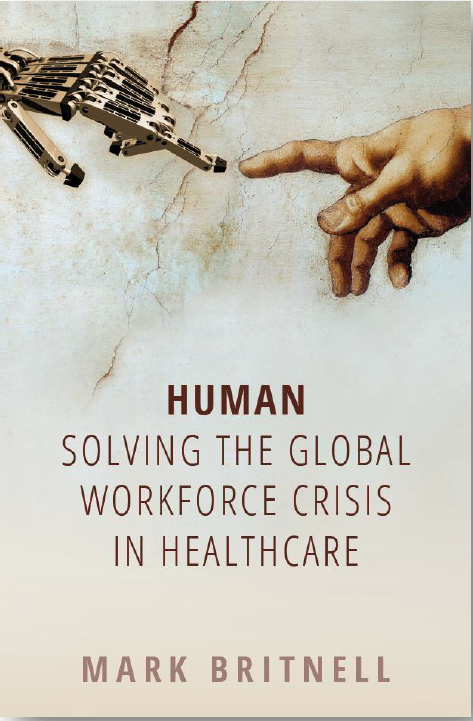 HUMAN
SOLVING THE GLOBAL
WORKFORCE CRISIS
IN HEALTHCARE
MARK BRITNELL